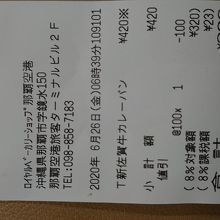 ロイヤルベーカリーショップ 那覇空港
沖縄県那覇市字鏡水150
那覇空港旅客ターミナルビル２Ｆ
TEL:098-858-7183
2020年 6月26日(金)06時39分109101
T新佐賀牛カレーパン ¥420※
小 計 ¥420
値引 @100x 1 -¥100
額
(8%対象額 ¥320)
(8%課税額 ¥23)